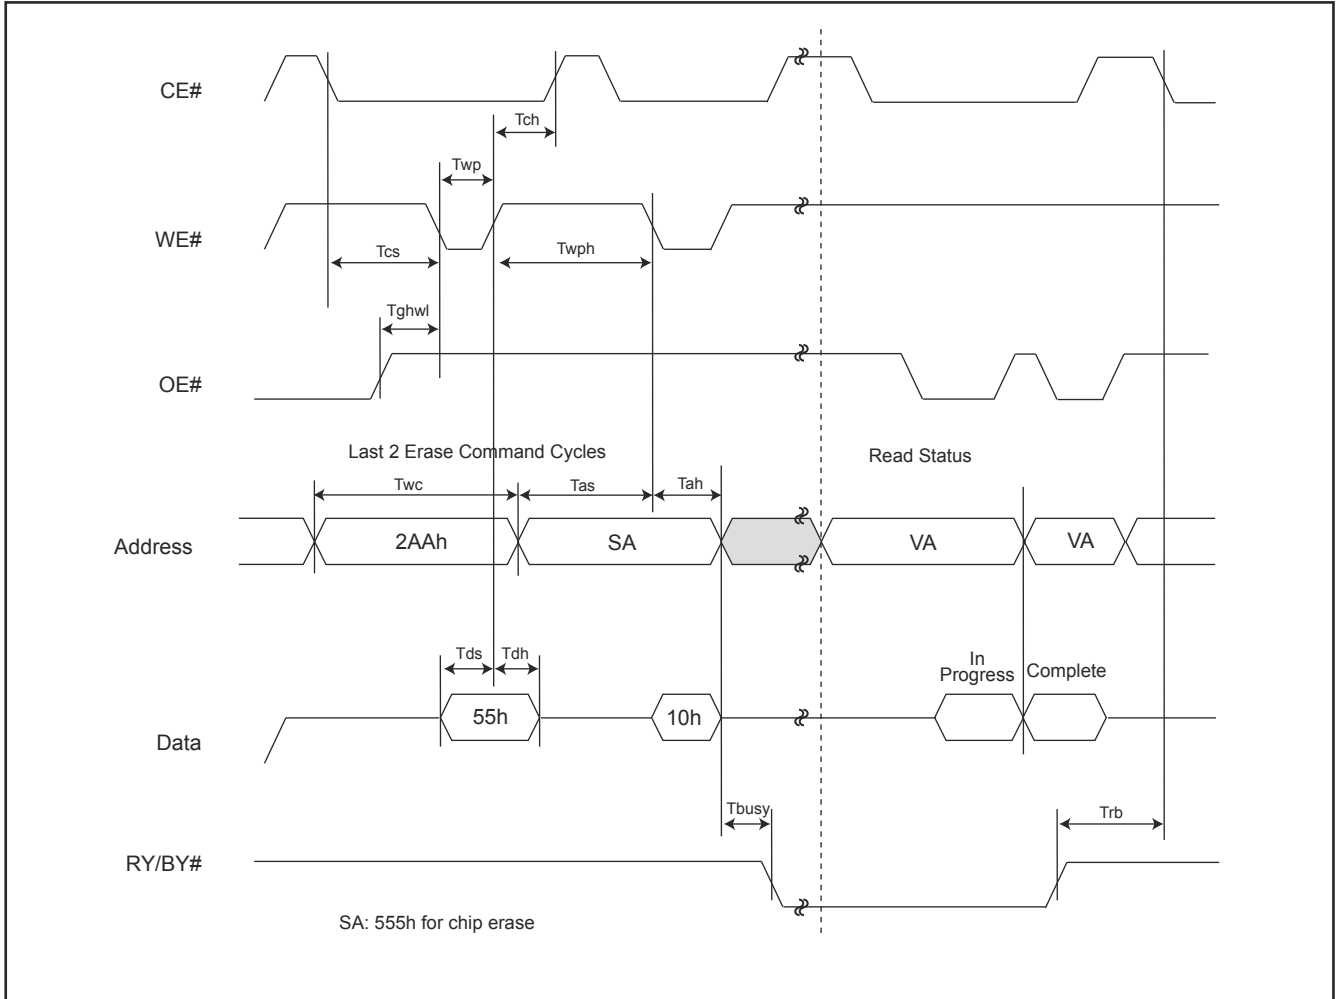 CE#
Tch
Twp
WE#
Tcs
Twph
Tghwl
OE#
Last 2 Erase Command Cycles
Read Status
Twc
Tas
Tah
Address
2AAh
SA
VA
VA
Tds
Tdh
In
Progress
Complete
Data
55h
10h
Tbusy
Trb
RY/BY#
SA: 555h for chip erase